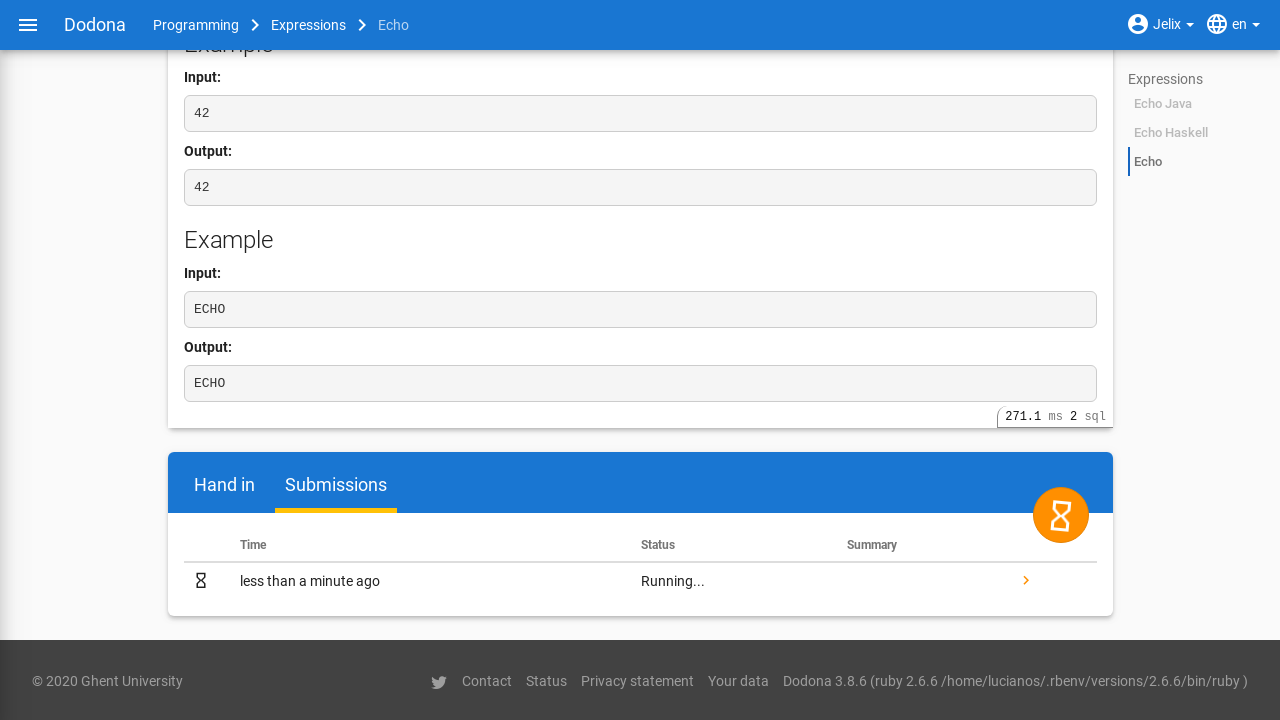 Dodona Programming Expressions Echo Jelix en
Example
Input:
42
Output:
42
Example
Input:
ECHO
Output:
ECHO
271.1 ms 2 sql
Expressions
Echo Java
Echo Haskell
Echo
Hand in Submissions
Time Status Summary
less than a minute ago Running...
© 2020 Ghent University Contact Status Privacy statement Your data Dodona 3.8.6 (ruby 2.6.6 /home/lucianos/.rbenv/versions/2.6.6/bin/ruby )